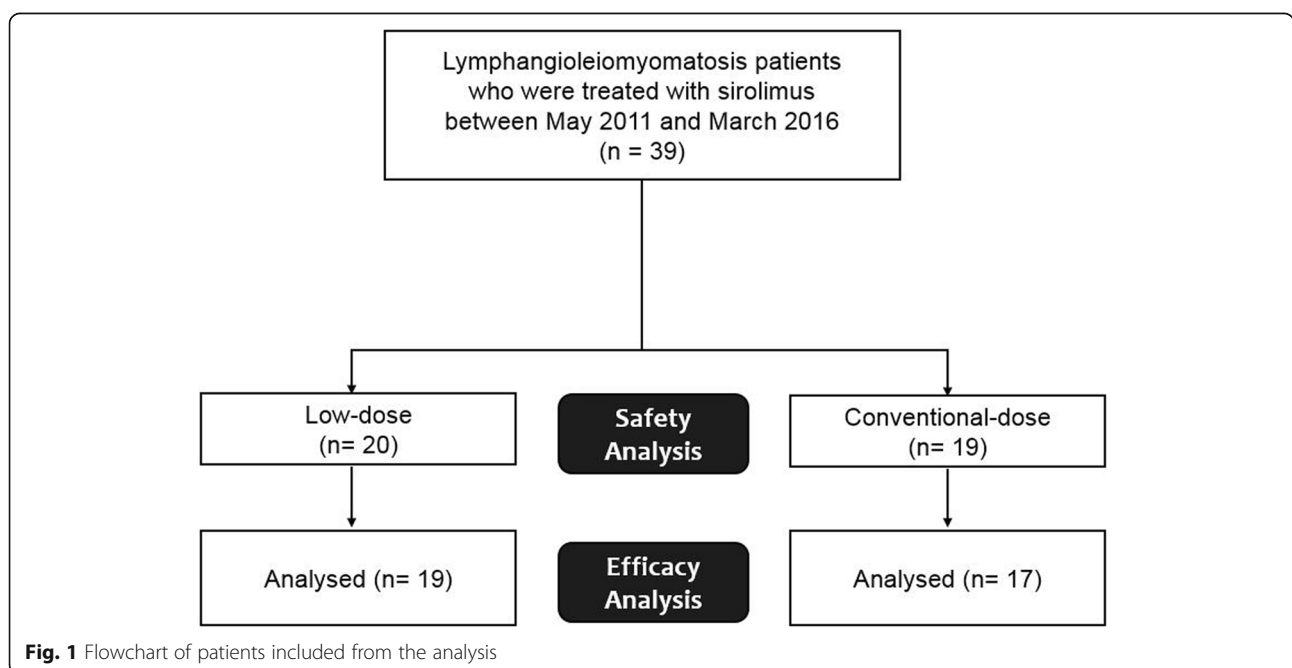 Lymphangioleiomyomatosis patients
who were treated with sirolimus
between May 2011 and March 2016
(n = 39)
Low-dose
(n= 20)
Safety
Analysis
Conventional-dose
(n= 19)
Analysed (n= 19)
Efficacy
Analysis
Analysed (n= 17)
Fig. 1 Flowchart of patients included from the analysis